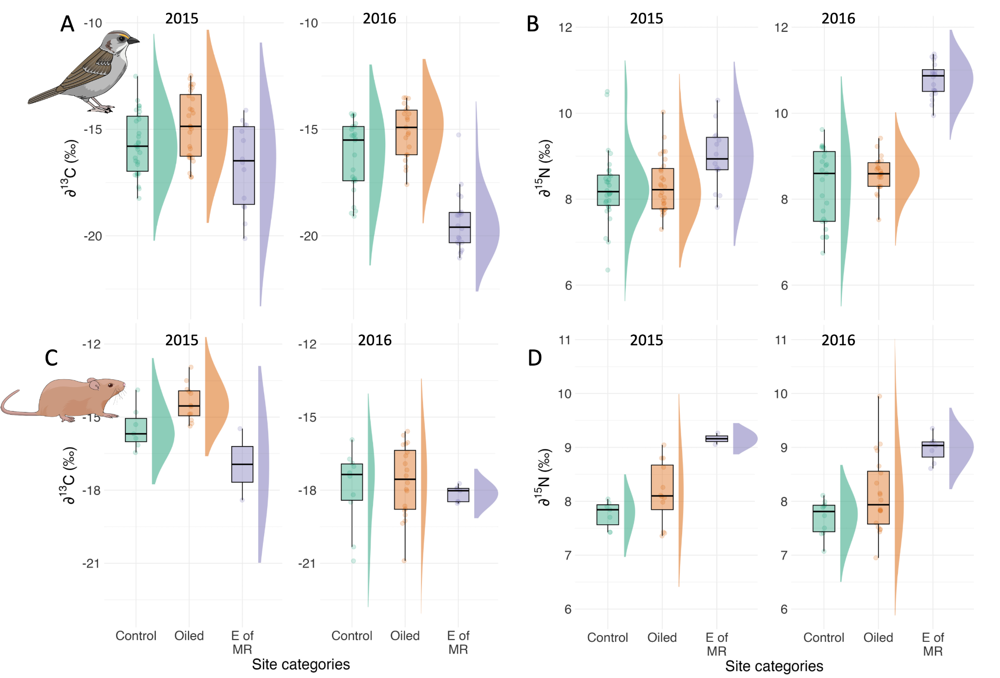 A
2015
2016
-10
-15
-20
∂13C (‰)
-10
-15
-20
B
2015
2016
12
10
8
6
∂15N (‰)
12
10
8
6
C
2015
2016
-12
-15
-18
-21
∂13C (‰)
-12
-15
-18
-21
Control Oiled E of
MR
Control Oiled E of
MR
Site categories
D
2015
2016
11
10
9
8
7
6
∂15N (‰)
11
10
9
8
7
6
Control Oiled E of
MR
Control Oiled E of
MR
Site categories